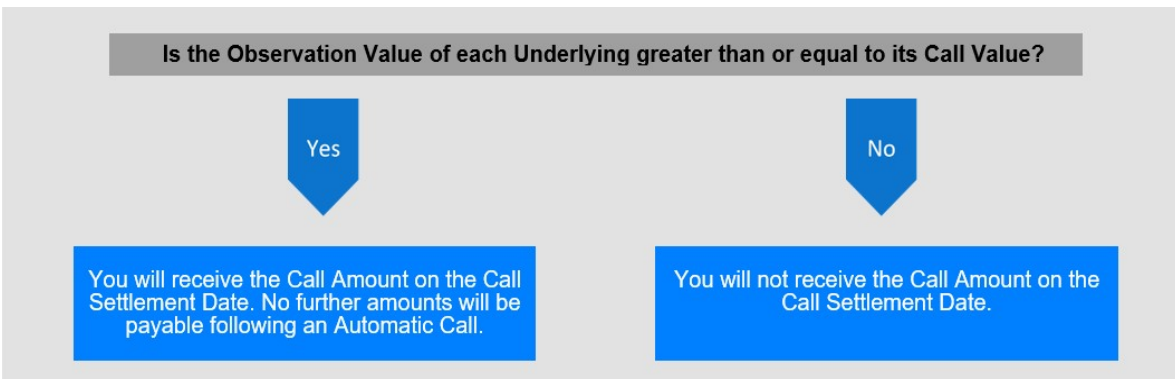 Is the Observation Value of each Underlying greater than or equal to its Call Value?
Yes
No
You will receive the Call Amount on the Call
Settlement Date. No further amounts will be
payable following an Automatic Call.
You will not receive the Call Amount on the
Call Settlement Date.